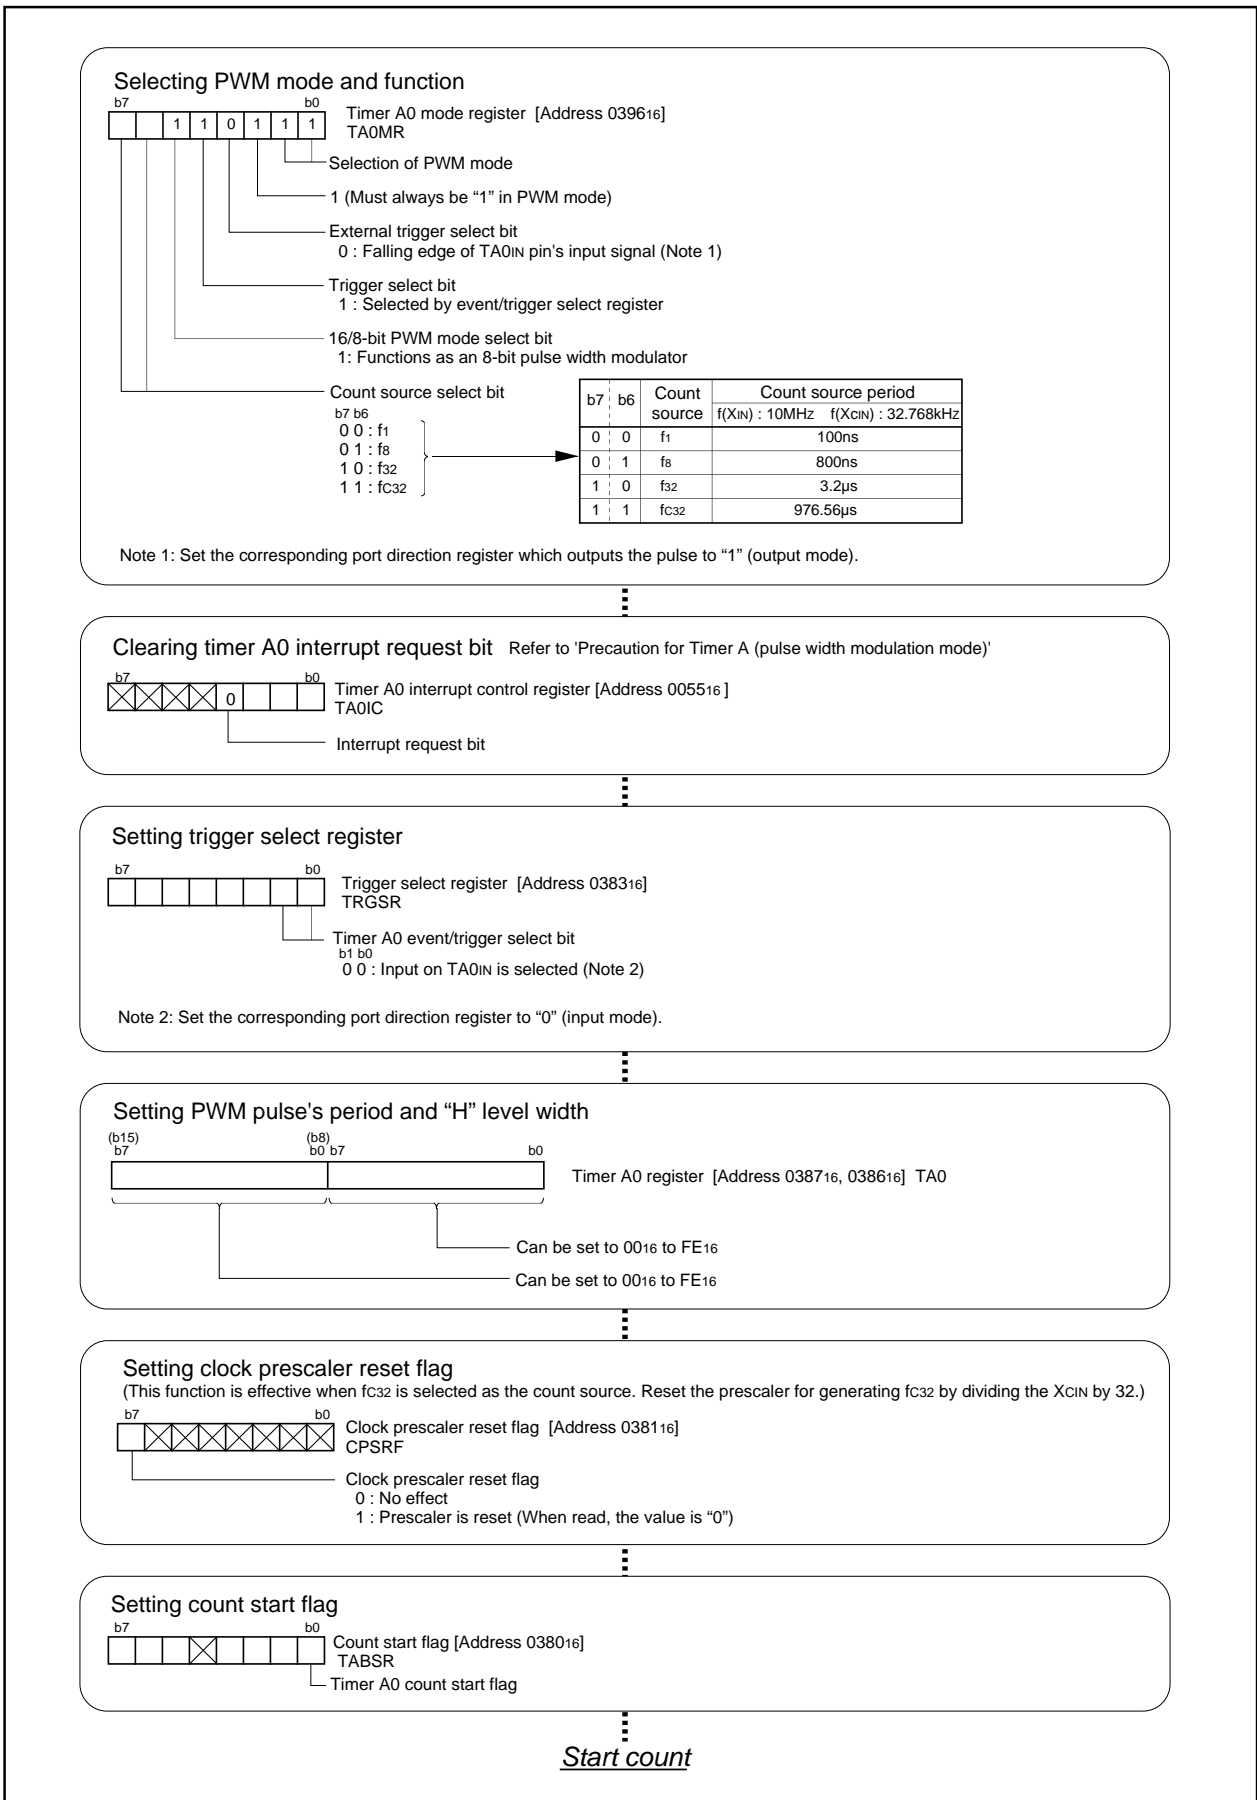 Selecting PWM mode and function
b7 b0
1 1 0 1 1 1
Timer A0 mode register [Address 039616]
TA0MR
Selection of PWM mode
1 (Must always be “1” in PWM mode)
External trigger select bit
0 : Falling edge of TA0IN pin's input signal (Note 1)
Trigger select bit
1 : Selected by event/trigger select register
16/8-bit PWM mode select bit
1: Functions as an 8-bit pulse width modulator
Count source select bit
b7 b6
0 0 : f1
0 1 : f8
1 0 : f32
1 1 : fC32
b7 b6 Count source Count source period
f(XIN) : 10MHz f(XCIN) : 32.768kHz
0 0 f1 100ns
0 1 f8 800ns
1 0 f32 3.2µs
1 1 fC32 976.56µs
Note 1: Set the corresponding port direction register which outputs the pulse to “1” (output mode).
Clearing timer A0 interrupt request bit Refer to 'Precaution for Timer A (pulse width modulation mode)'
b7 b0
0
Timer A0 interrupt control register [Address 005516 ]
TA0IC
Interrupt request bit
Setting trigger select register
b7 b0
Trigger select register [Address 038316]
TRGSR
Timer A0 event/trigger select bit
b1 b0
0 0 : Input on TA0IN is selected (Note 2)
Note 2: Set the corresponding port direction register to “0” (input mode).
Setting PWM pulse's period and “H” level width
(b15) (b8)
b7 b0 b7 b0
Timer A0 register [Address 038716, 038616] TA0
Can be set to 0016 to FE16
Can be set to 0016 to FE16
Setting clock prescaler reset flag
(This function is effective when fC32 is selected as the count source. Reset the prescaler for generating fC32 by dividing the XCIN by 32.)
b7 b0
Clock prescaler reset flag [Address 038116]
CPSRF
Clock prescaler reset flag
0 : No effect
1 : Prescaler is reset (When read, the value is “0”)
Setting count start flag
b7 b0
Count start flag [Address 038016]
TABSR
Timer A0 count start flag
Start count